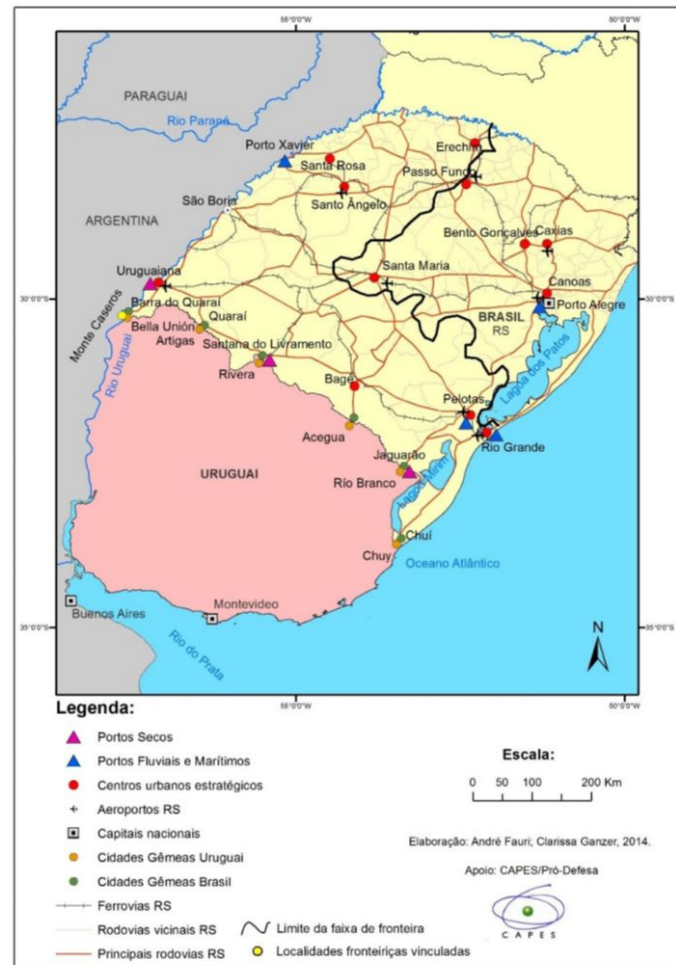 55°0'0"W
50°0'0"W
PARAGUAI
Rio Paraná
Porto Xavier
Erechim
Santa Rosa
Passo Fundo
Santo Ângelo
São Borja
ARGENTINA
Bento Gonçalves
Caxias
Uruguaiana
Santa Maria
Canoas
30°0'0"S
30°0'0"S
Monte Caseros
Barra do Quaraí
BRASIL
RS
Porto Alegre
Bella Unión
Quaraí
Artigas
Santana do Livramento
Rio Uruguai
Rivera
Lagoa dos Patos
Bagé
Pelotas
Acegua
Rio Grande
Jaguarão
URUGUAI
Río Branco
Lagoa Mirim
Chuí
Chuy
Oceano Atlântico
Buenos Aires
Montevideo
35°0'0"S
35°0'0"S
Rio do Prata
N
55°0'0"W
50°0'0"W
Legenda:
Portos Secos
Portos Fluviais e Marítimos
Centros urbanos estratégicos
Aeroportos RS
Capitais nacionais
Cidades Gêmeas Uruguai
Cidades Gêmeas Brasil
Ferrovias RS
Rodovias vicinais RS
Principais rodovias RS
Limite da faixa de fronteira
Localidades fronteiriças vinculadas
Escala:
0 50 100 200 Km
Elaboração: André Fauri; Clarissa Ganzer, 2014.
Apoio: CAPES/Pró-Defesa
CAPES